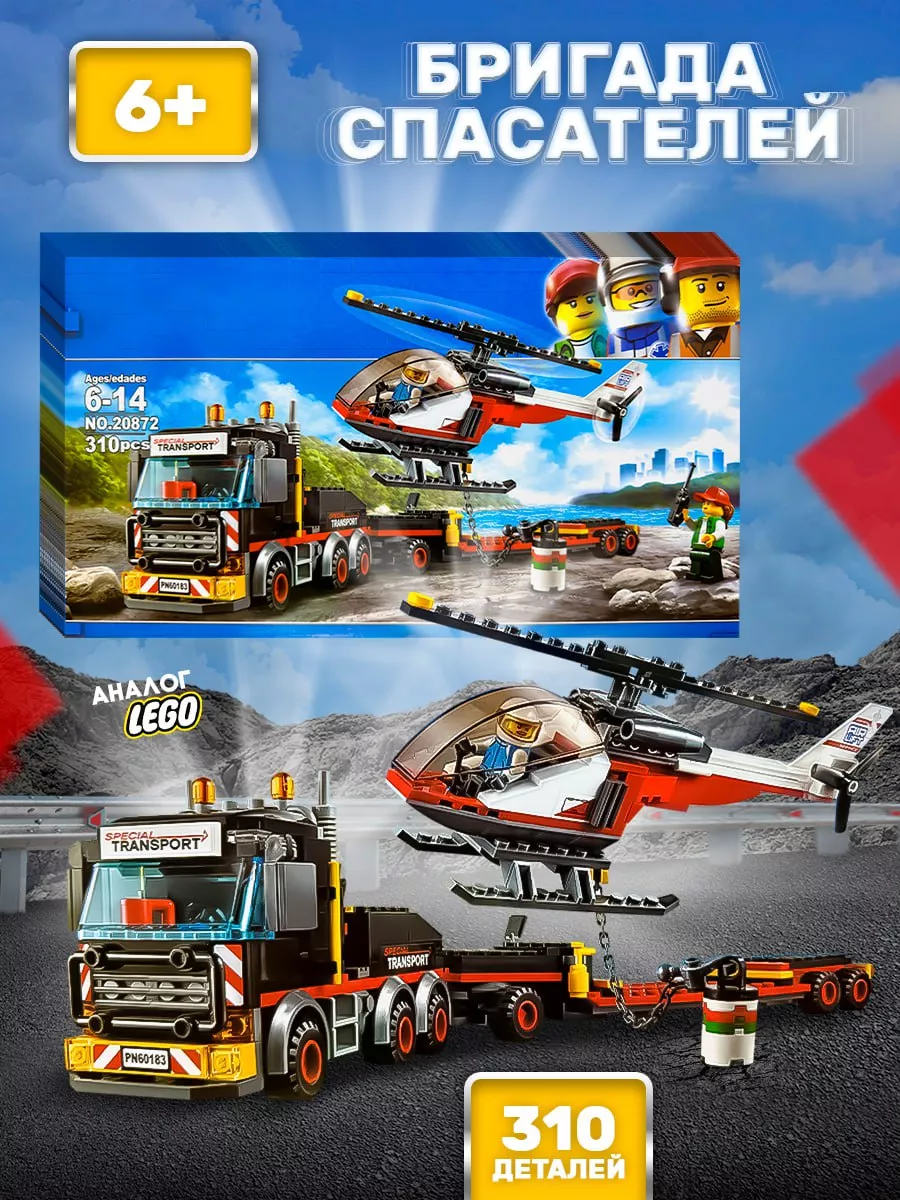 6+
БРИГАДА
СПАСАТЕЛЕЙ
Ages/edades
6-14
NO.20872
310pcs
SPECIAL
TRANSPORT
SPECIAL
TRANSPORT
PN60183
АНАЛОГ
LEGO
SPECIAL
TRANSPORT
SPECIAL
TRANSPORT
PN60183
310
ДЕТАЛЕЙ